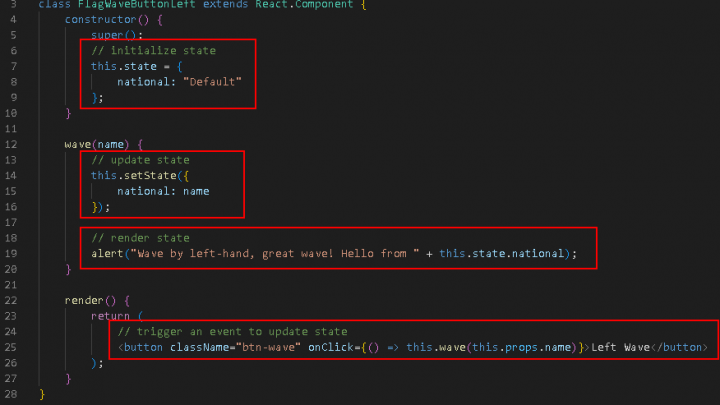 3 class FlagWaveButtonLeft extends React.Component {
4 constructor() {
5 super();
6 // initialize state
7 this.state = {
8 national: "Default"
9 };
10 }
11
12 wave(name) {
13 // update state
14 this.setState({
15 national: name
16 });
17
18 // render state
19 alert("Wave by left-hand, great wave! Hello from " + this.state.national);
20 }
21
22 render() {
23 return (
24 // trigger an event to update state
25 <button className="btn-wave" onClick={() => this.wave(this.props.name)}>Left Wave</button>
26 );
27 }
28 }